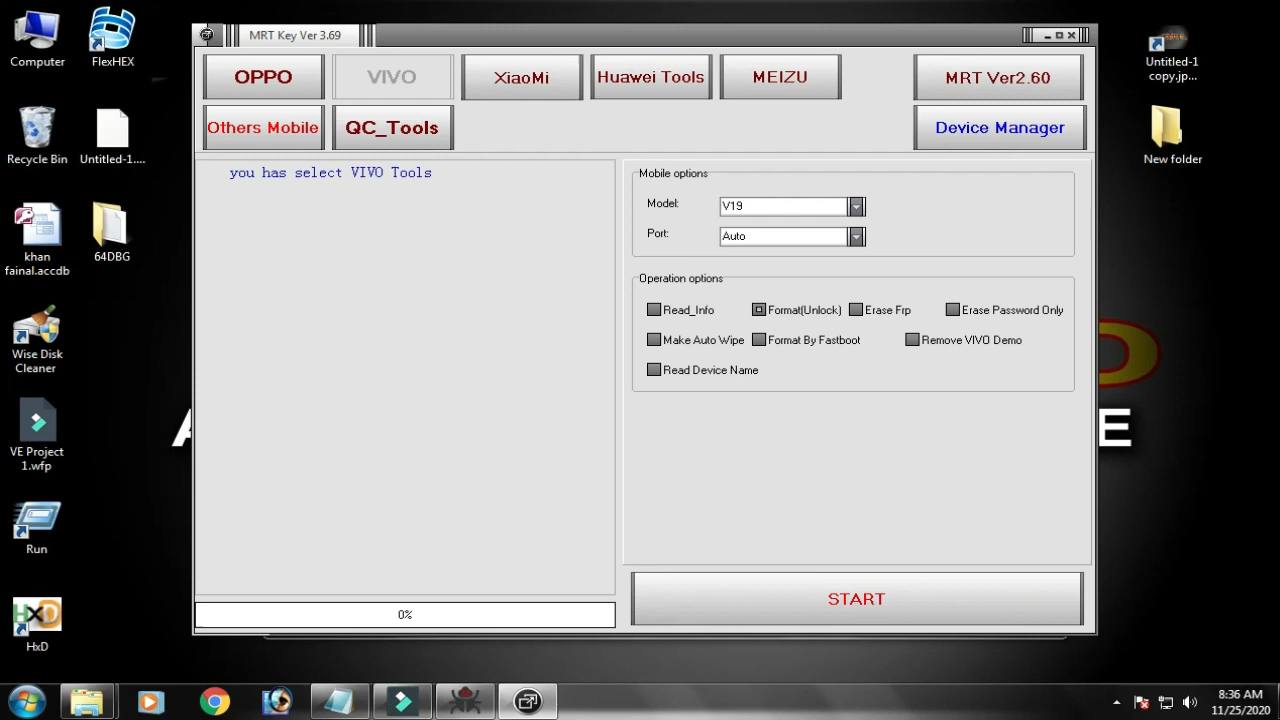 Computer
FlexHEX
Recycle Bin
Untitled-1....
khan
fainal.accdb
64DBG
Wise Disk
Cleaner
VE Project
1.wfp
Run
HxD
HxD
MRT Key Ver 3.69
OPPO
VIVO
XiaoMi
Huawei Tools
MEIZU
MRT Ver2.60
Others Mobile
QC_Tools
Device Manager
you has select VIVO Tools
Mobile options
Model:
V19
Port:
Auto
Operation options
Read_Info
Format(Unlock)
Erase Frp
Erase Password Only
Make Auto Wipe
Format By Fastboot
Remove VIVO Demo
Read Device Name
0%
START
Untitled-1
copy.jp...
New folder
A
E
8:36 AM
11/25/2020